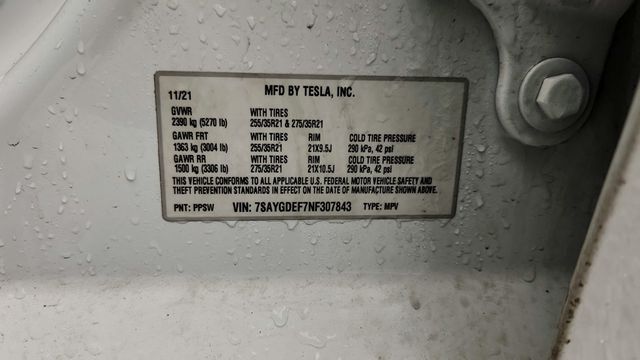 11/21 MFD BY TESLA, INC.
GVWR WITH TIRES
2390 kg (5270 lb) 255/35R21 & 275/35R21
GAWR FRT WITH TIRES RIM COLD TIRE PRESSURE
1363 kg (3004 lb) 255/35R21 21X9.5J 290 kPa, 42 psi
GAWR RR WITH TIRES RIM COLD TIRE PRESSURE
1500 kg (3306 lb) 275/35R21 21X10.5J 290 kPa, 42 psi
THIS VEHICLE CONFORMS TO ALL APPLICABLE U.S. FEDERAL MOTOR VEHICLE SAFETY AND
THEFT PREVENTION STANDARDS IN EFFECT ON THE DATE OF MANUFACTURE SHOWN ABOVE.
PNT: PPSW VIN: 7SAYGDEF7NF307843 TYPE: MPV